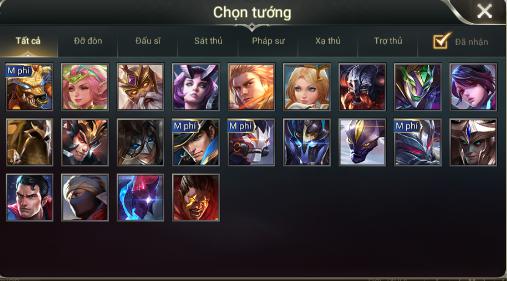 Chọn tướng
Tất cả Đỡ đòn Đấu sĩ Sát thủ Pháp sư Xạ thủ Trợ thủ Đã nhận
M phí
M phí M phí M phí